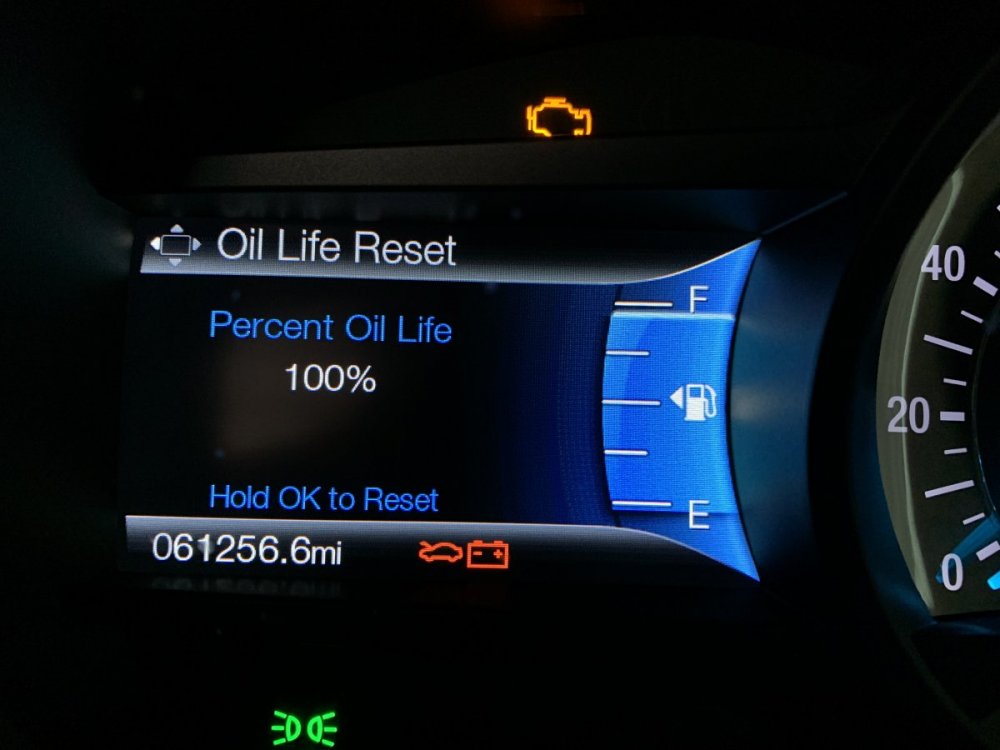 Oil Life Reset
F
Percent Oil Life
100%
Hold OK to Reset
E
061256.6mi
40
20
0